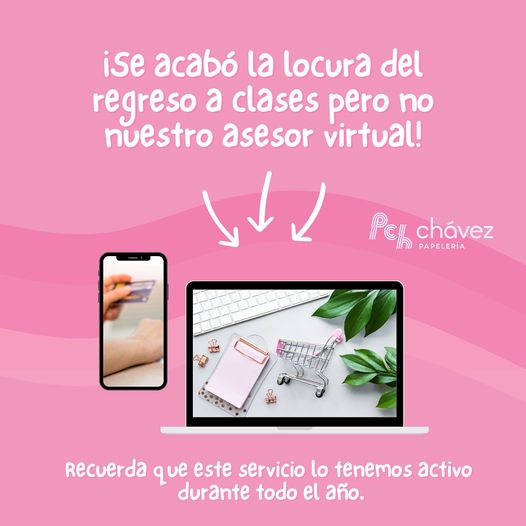 ¡Se acabó la locura del
regreso a clases pero no
nuestro asesor virtual!
Pch chávez
PAPELERÍA
Recuerda que este servicio lo tenemos activo
durante todo el año.